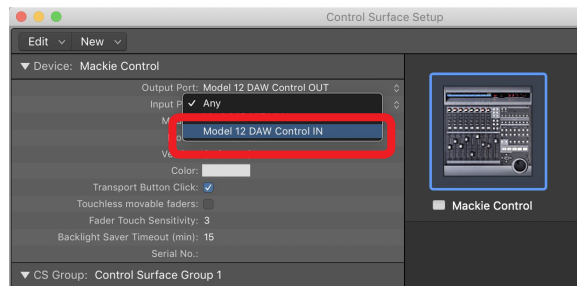 Control Surface Setup
Edit New
Device: Mackie Control
Output Port: Model 12 DAW Control OUT
Input P
Any
Model 12 DAW Control IN
Color:
Transport Button Click:
Touchless movable faders:
Fader Touch Sensitivity: 3
Backlight Saver Timeout (min): 15
Serial No.:
Mackie Control
CS Group: Control Surface Group 1